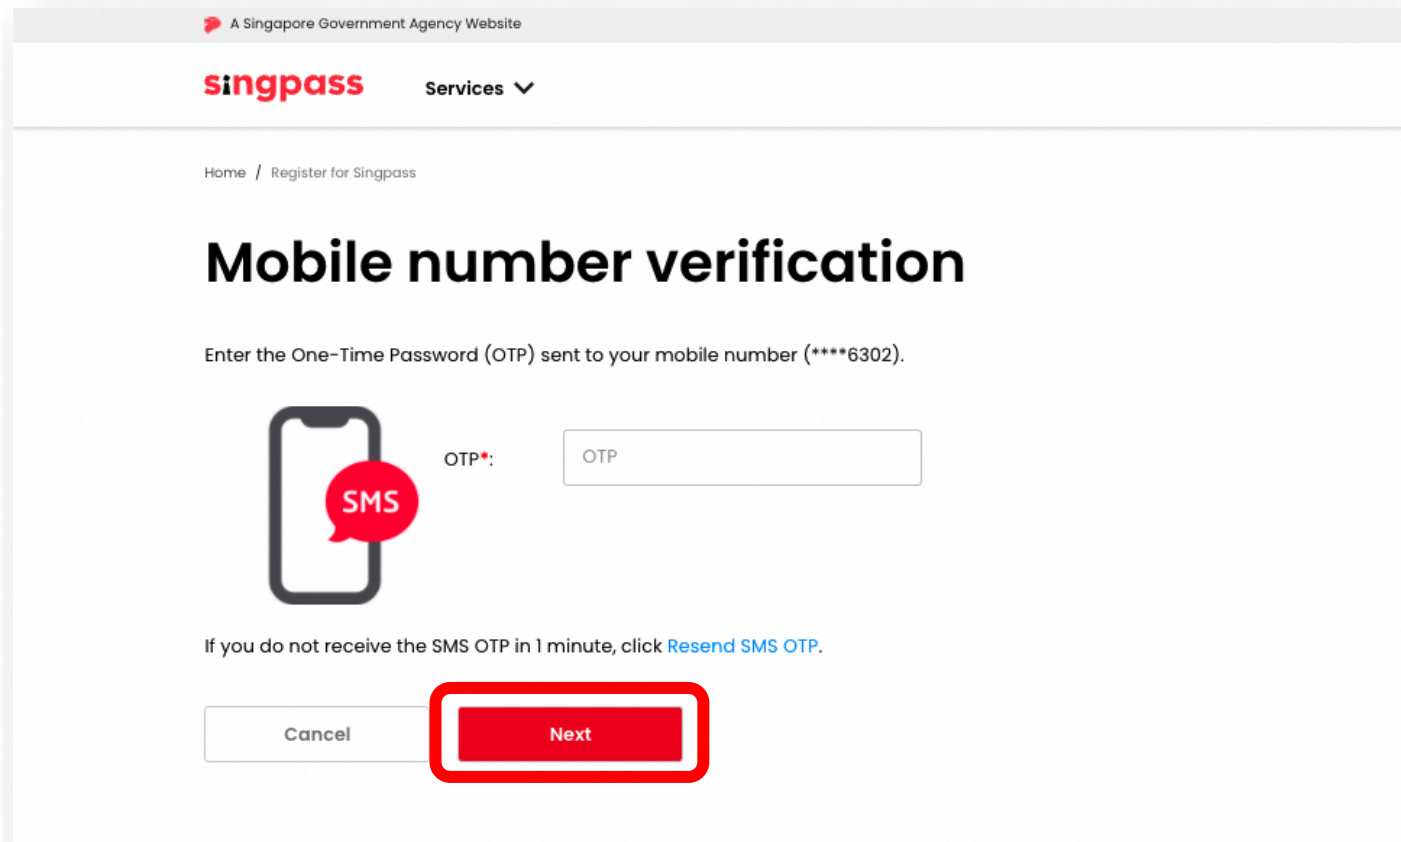 A Singapore Government Agency Website
singpass
Services
Home / Register for Singpass
Mobile number verification
Enter the One-Time Password (OTP) sent to your mobile number (****6302).
OTP*:
OTP
SMS
If you do not receive the SMS OTP in 1 minute, click Resend SMS OTP.
Cancel
Next